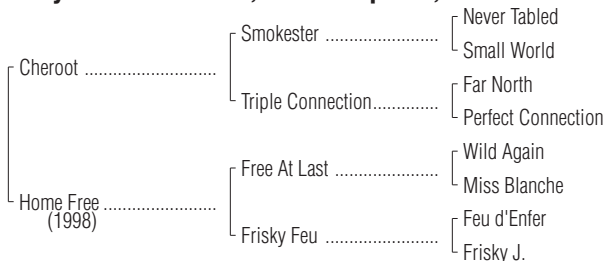 Never Tabled
Smokester ......................
Small World
Cheroot .........................
Far North
Triple Connection.............
Perfect Connection
Wild Again
Free At Last ....................
Miss Blanche
Home Free .....................
(1998)
Feu d'Enfer
Frisky Feu ......................
Frisky J.